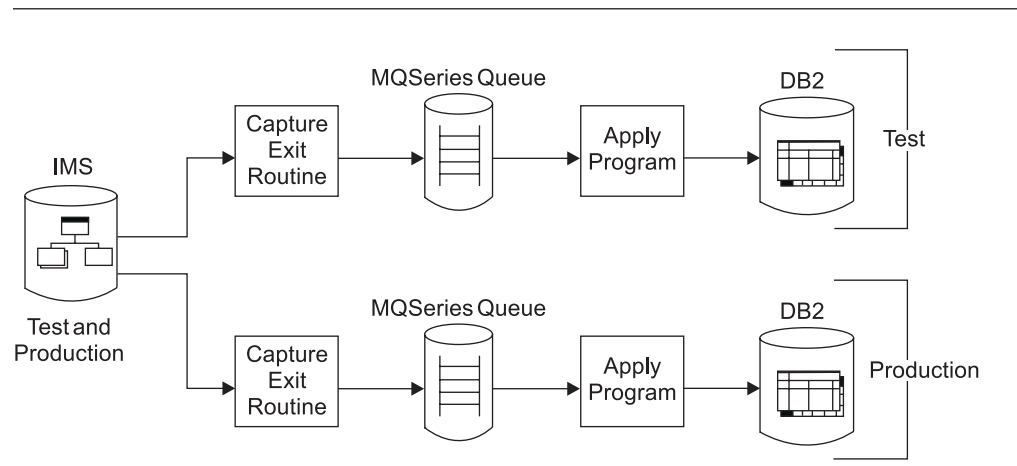 IMS
Test and
Production
Capture
Exit
Routine
MQSeries Queue
Apply
Program
DB2
Test
Capture
Exit
Routine
MQSeries Queue
Apply
Program
DB2
Production